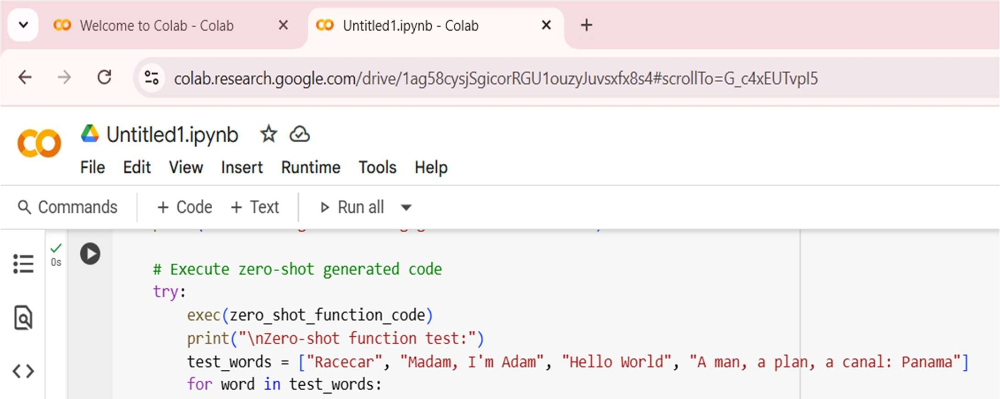 Welcome to Colab - Colab
Untitled1.ipynb - Colab
colab.research.google.com/drive/1ag58cysjSgicorRGU1ouzyJuvsxfx8s4#scrollTo=G_c4xEUTvpI5
Untitled1.ipynb
File Edit View Insert Runtime Tools Help
Commands + Code + Text Run all
0s
# Execute zero-shot generated code
try:
exec(zero_shot_function_code)
print("\nZero-shot function test:")
test_words = ["Racecar", "Madam, I'm Adam", "Hello World", "A man, a plan, a canal: Panama"]
for word in test_words: